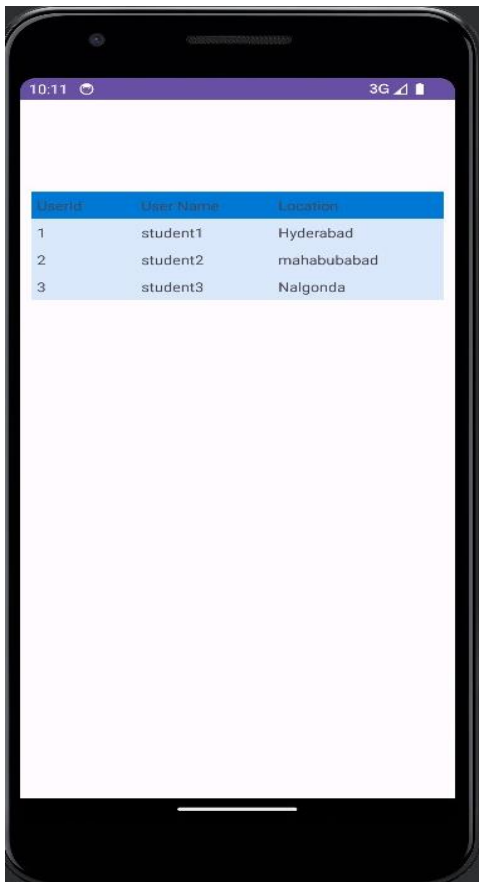 10:11 3G
UserId User Name Location
1 student1 Hyderabad
2 student2 mahabubabad
3 student3 Nalgonda